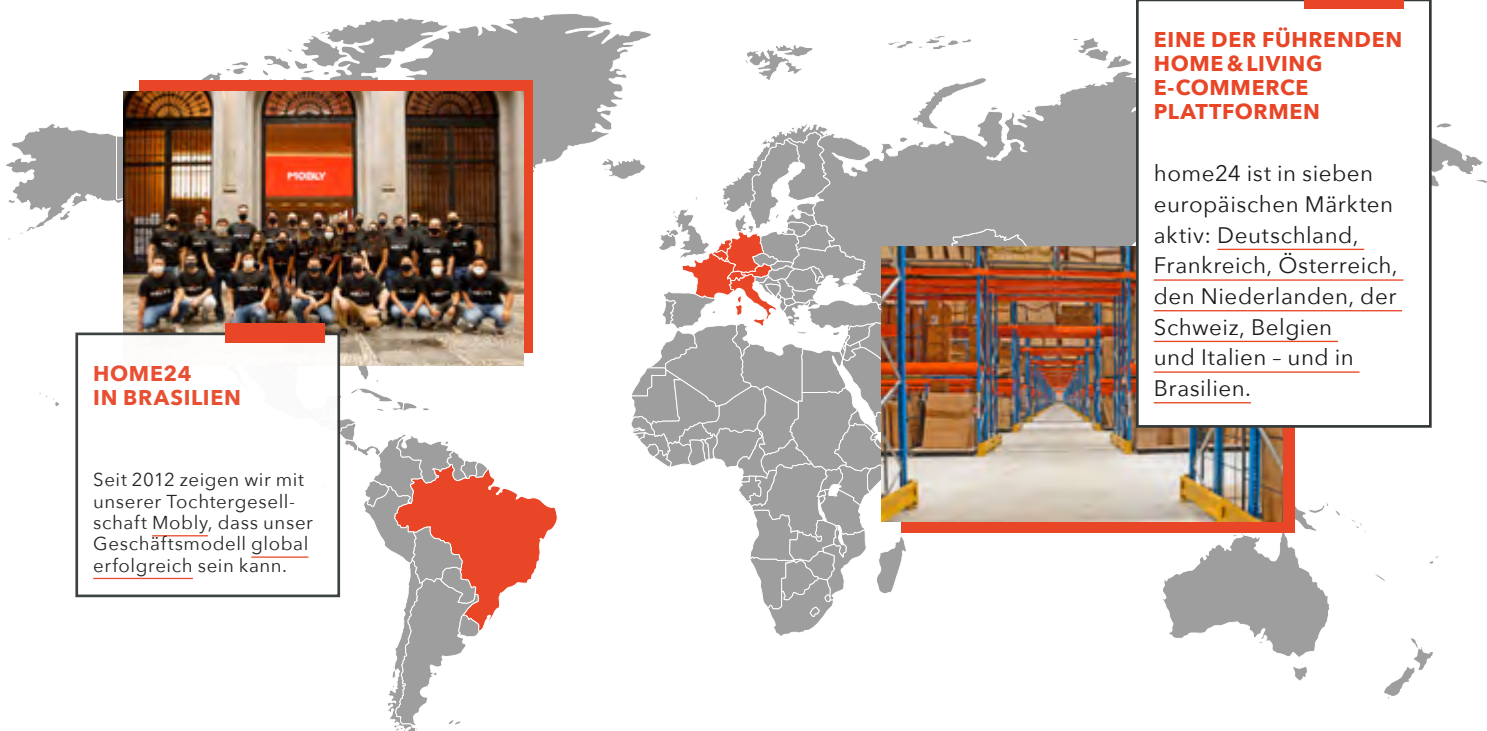 MOBLY
HOME24
IN BRASILIEN
Seit 2012 zeigen wir mit
unserer Tochtergesell-
schaft Mobly, dass unser
Geschäftsmodell global
erfolgreich sein kann.
EINE DER FÜHRENDEN
HOME & LIVING
E-COMMERCE
PLATTFORMEN
home24 ist in sieben
europäischen Märkten
aktiv: Deutschland,
Frankreich, Österreich,
den Niederlanden, der
Schweiz, Belgien
und Italien – und in
Brasilien.